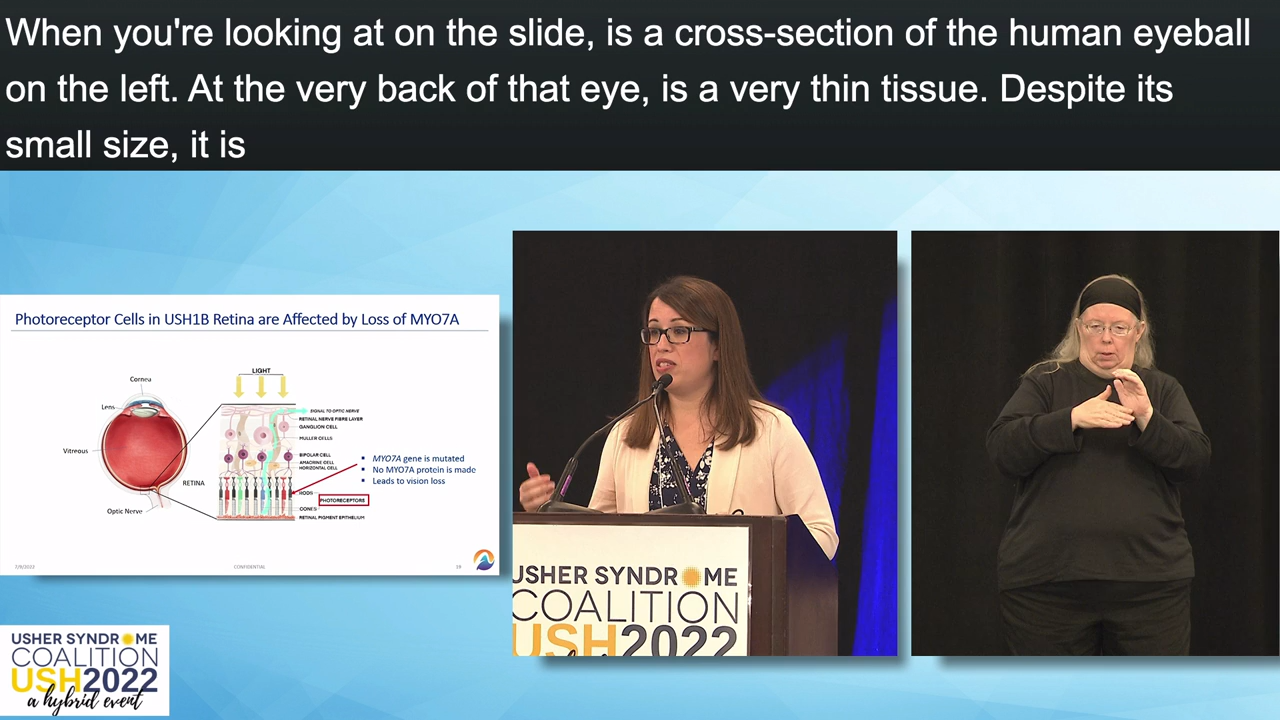 When you're looking at on the slide, is a cross-section of the human eyeball
on the left. At the very back of that eye, is a very thin tissue. Despite its
small size, it is
Photoreceptor Cells in USH1B Retina are Affected by Loss of MYO7A
LIGHT
Cornea
Lens
Vitreous
RETINA
Optic Nerve
SIGNAL TO OPTIC NERVE
RETINAL NERVE FIBRE LAYER
GANGLION CELL
MULLER CELLS
BIPOLAR CELL
AMACRINE CELL
HORIZONTAL CELL
RODS
PHOTORECEPTORS
CONES
RETINAL PIGMENT EPITHELIUM
• MYO7A gene is mutated
• No MYO7A protein is made
• Leads to vision loss
7/9/2022
CONFIDENTIAL
19
USHER SYNDROME
COALITION
USH2022
USHER SYNDROME
COALITION
USH2022
a hybrid event